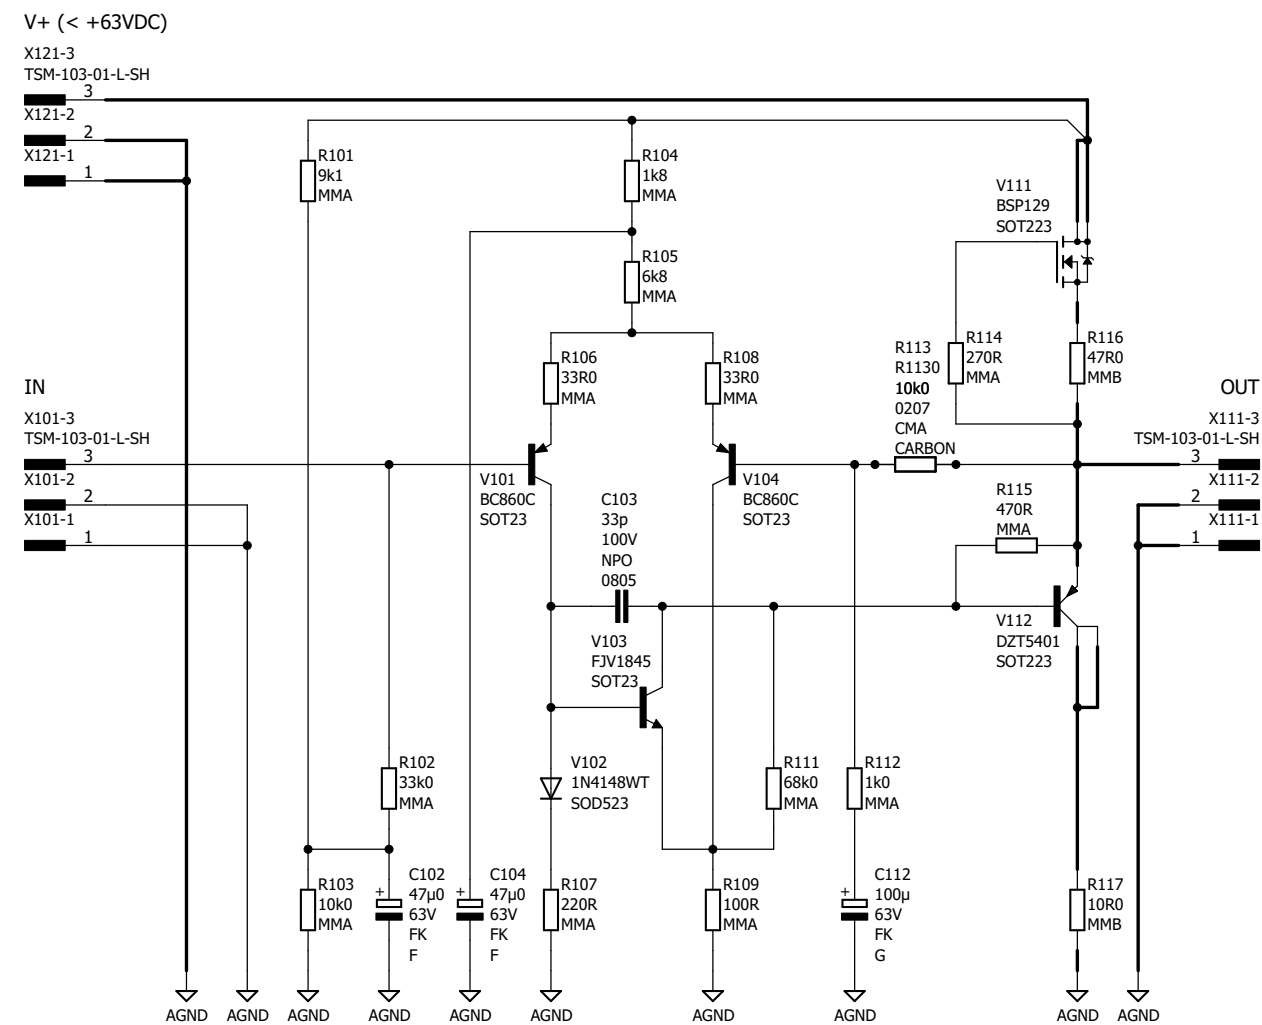 V+ (< +63VDC)
X121-3
TSM-103-01-L-SH
3
X121-2
2
X121-1
1
R101
9k1
MMA
R104
1k8
MMA
V111
BSP129
SOT223
R105
6k8
MMA
R106
33R0
MMA
R108
33R0
MMA
R113
R1130
10k0
0207
CMA
CARBON
R114
270R
MMA
R116
47R0
MMB
IN
X101-3
TSM-103-01-L-SH
3
X101-2
2
X101-1
1
OUT
X111-3
TSM-103-01-L-SH
3
X111-2
2
X111-1
1
V101
BC860C
SOT23
C103
33p
100V
NPO
0805
V104
BC860C
SOT23
R115
470R
MMA
V103
FJV1845
SOT23
V112
DZT5401
SOT223
R102
33k0
MMA
V102
1N4148WT
SOD523
R111
68k0
MMA
R112
1k0
MMA
R103
10k0
MMA
+
C102
47µ0
63V
FK
F
+
C104
47µ0
63V
FK
F
R107
220R
MMA
R109
100R
MMA
+
C112
100µ
63V
FK
G
R117
10R0
MMB
AGND AGND AGND AGND AGND AGND AGND AGND AGND AGND